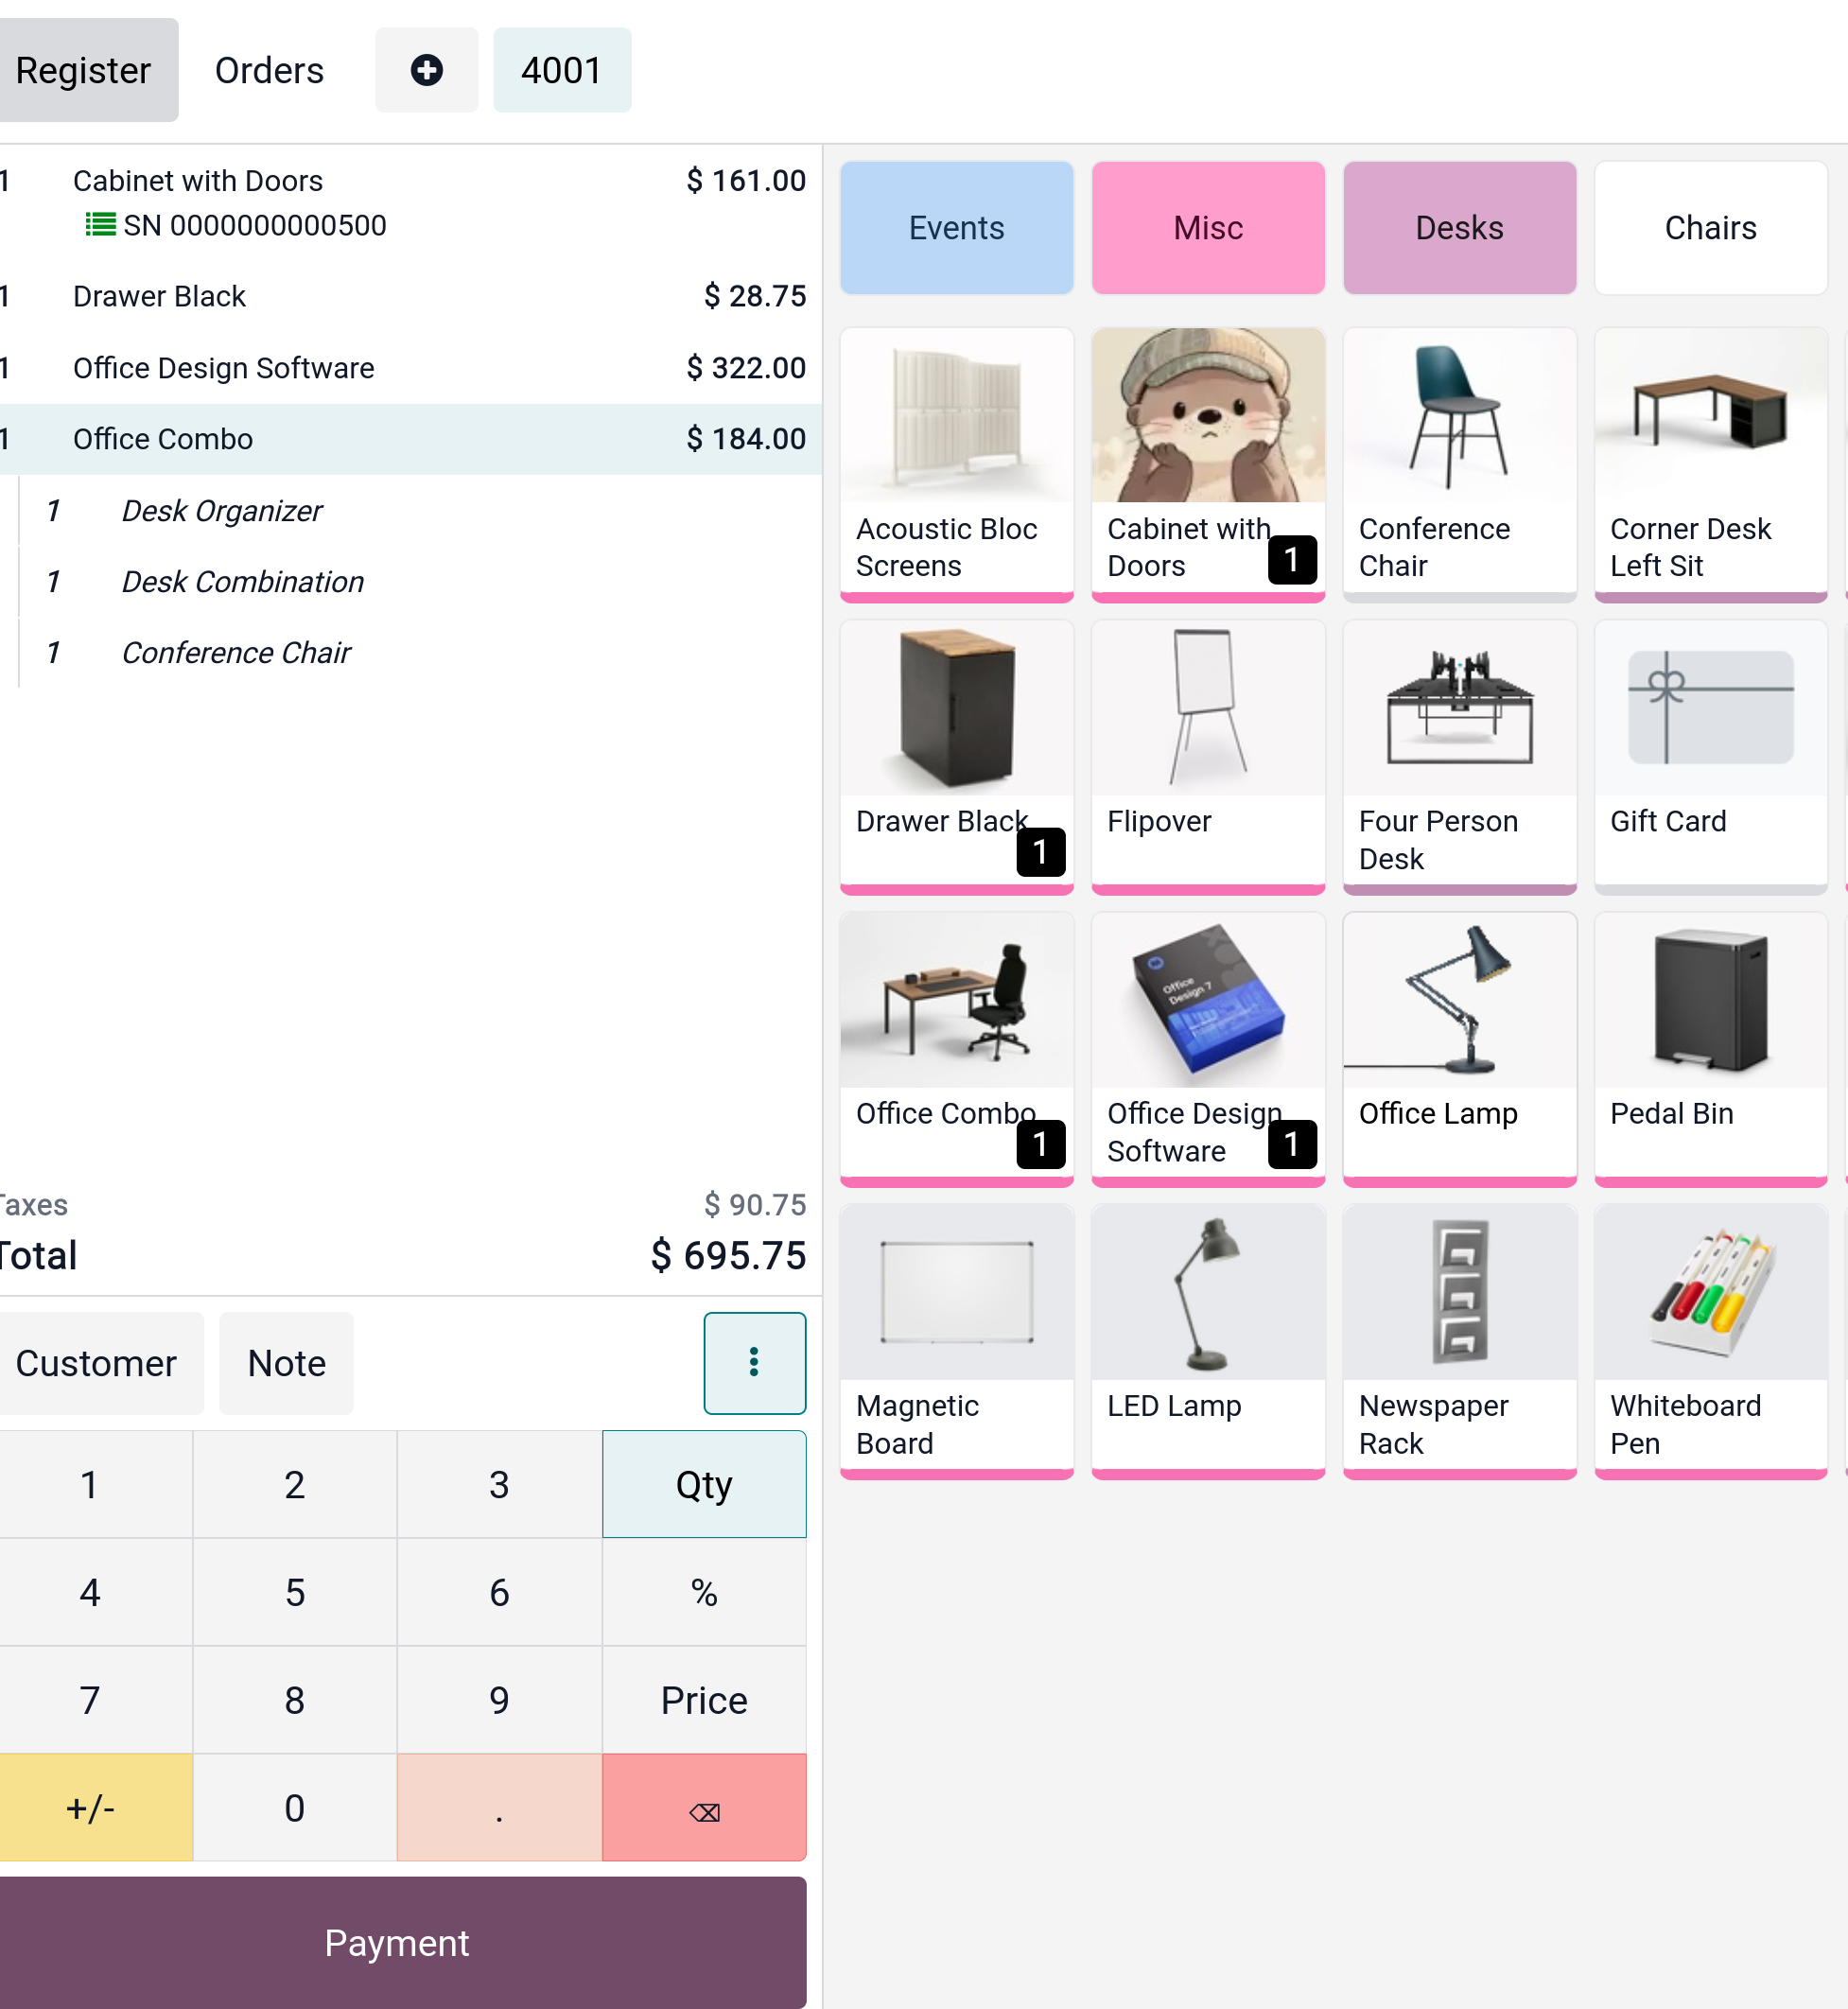 Register Orders 4001
1 Cabinet with Doors $ 161.00
SN 0000000000500
1 Drawer Black $ 28.75
1 Office Design Software $ 322.00
1 Office Combo $ 184.00
1 Desk Organizer
1 Desk Combination
1 Conference Chair
Taxes $ 90.75
Total $ 695.75
Customer Note
1 2 3 Qty
4 5 6 %
7 8 9 Price
+/- 0 .
Payment
Events Misc Desks Chairs
Acoustic Bloc
Screens
Cabinet with
Doors 1
Conference
Chair
Corner Desk
Left Sit
Drawer Black
1
Flipover
Four Person
Desk
Gift Card
Office Combo
1
Office
Design 7
Office Design
Software 1
Office Lamp
Pedal Bin
Magnetic
Board
LED Lamp
Newspaper
Rack
Whiteboard
Pen